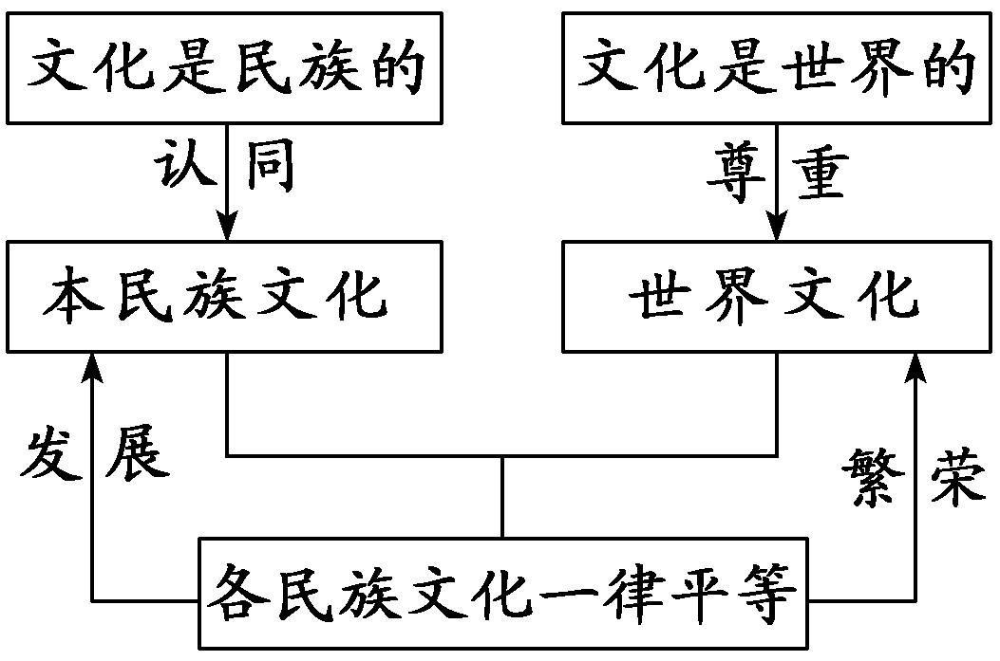 文化是民族的
文化是世界的
认同
尊重
本民族文化
世界文化
发展
繁荣
各民族文化一律平等